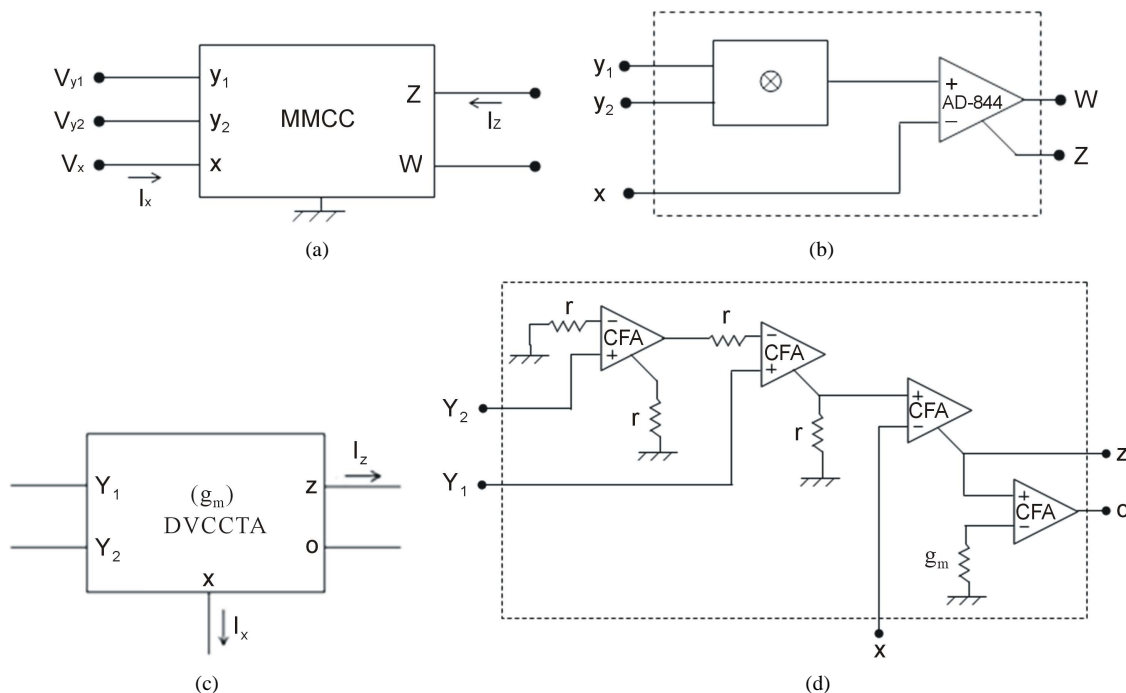 Vy1
y1
Vy2
y2
MMCC
Z
IZ
Vx
x
W
Ix
(a)
y1
y2
⊗
+
AD-844
−
W
Z
x
(b)
Iz
Y1
(gm)
DVCCTA
z
Y2
o
x
Ix
(c)
r
−
CFA
+
r
−
CFA
+
Y2
r
r
+
CFA
−
Y1
z
+
CFA
−
o
gm
x
(d)